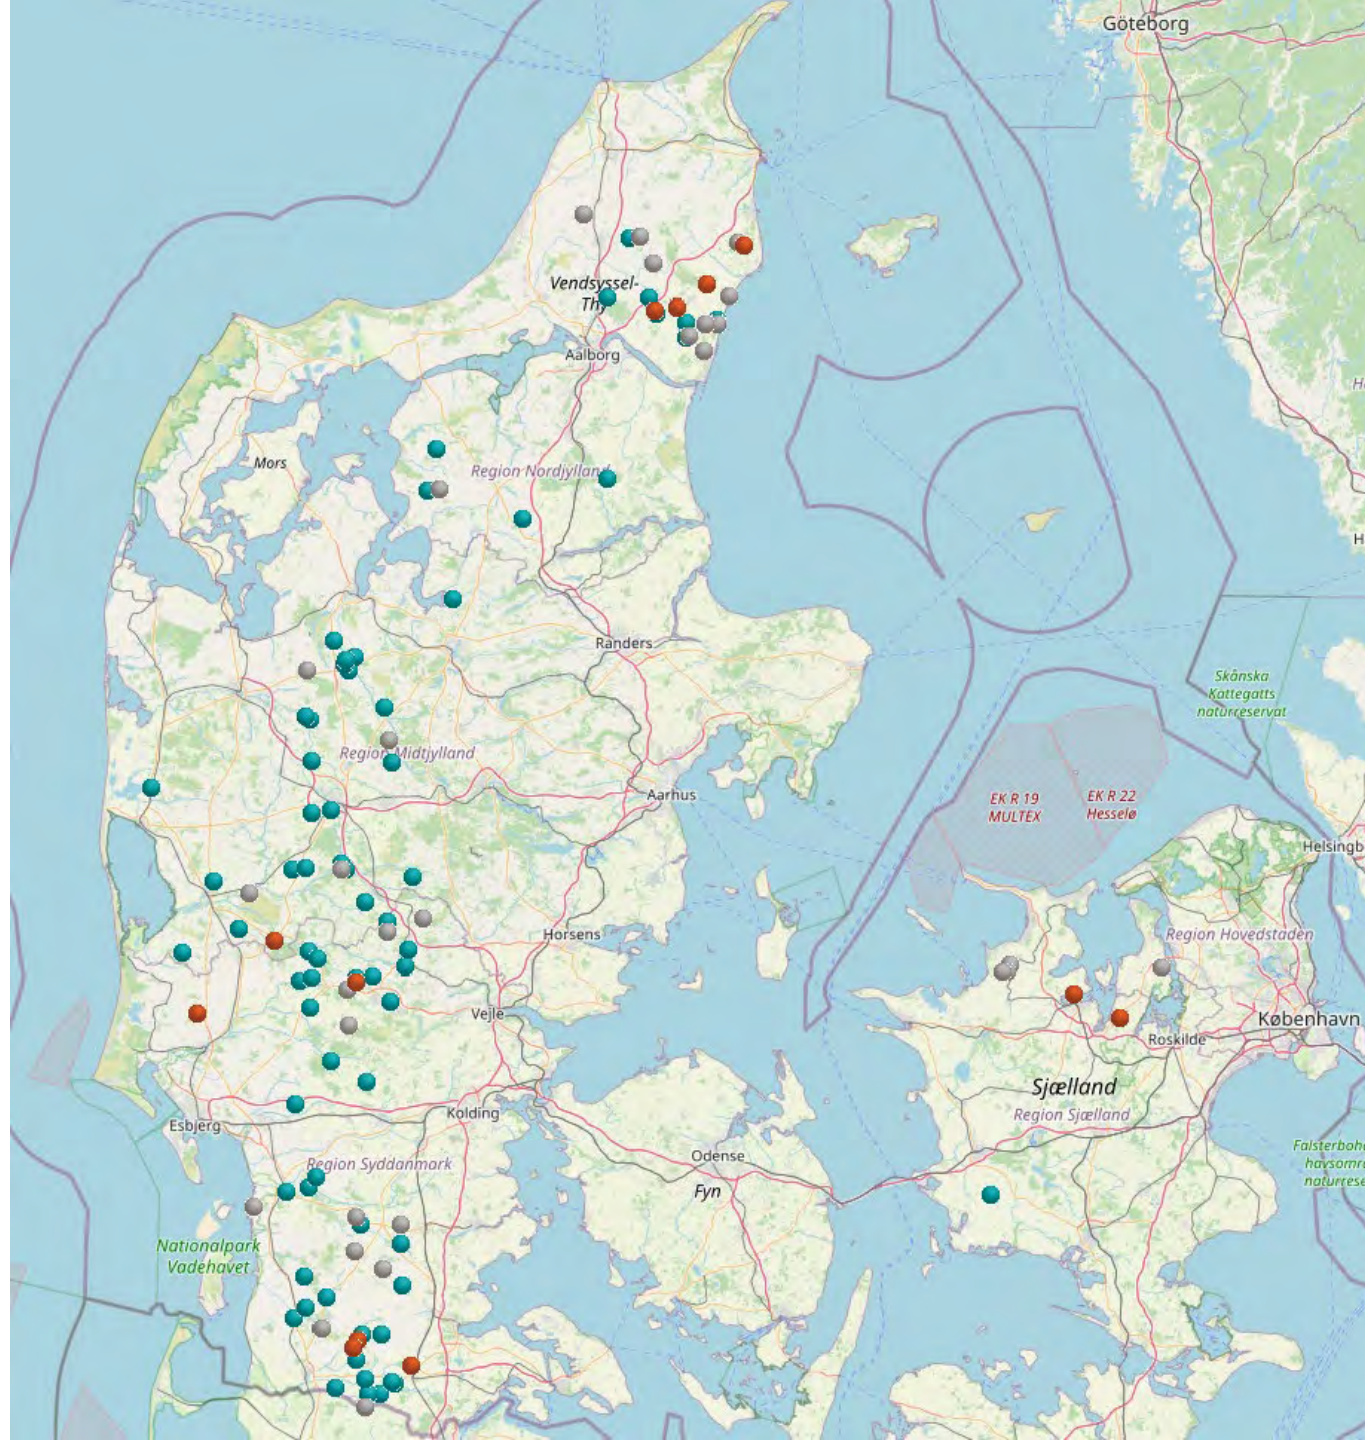 Göteborg
Vendsyssel-
Thy
Aalborg
Mors
Region Nordjylland
Randers
Skånska
Kattegatts
naturreservat
Region Midtjylland
Aarhus
EK R 19
MULTEX
EK R 22
Hesselø
Helsingb
Horsens
Region Hovedstaden
Vejle
København
Roskilde
Sjælland
Region Sjælland
Kolding
Esbjerg
Odense
Fyn
Region Syddanmark
Falsterboh
havsområ
naturrese
Nationalpark
Vadehavet